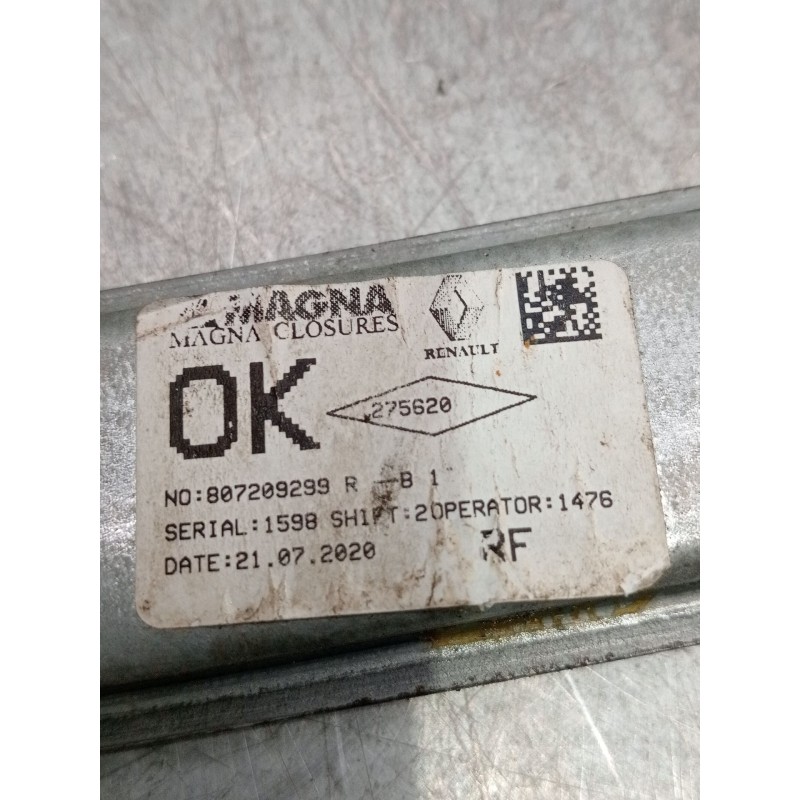 MAGNA
MAGNA CLOSURES
RENAULT
OK
275620
NO:807209299 R -B 1
SERIAL:1598 SHIFT:2OPERATOR:1476
DATE:21.07.2020 RF